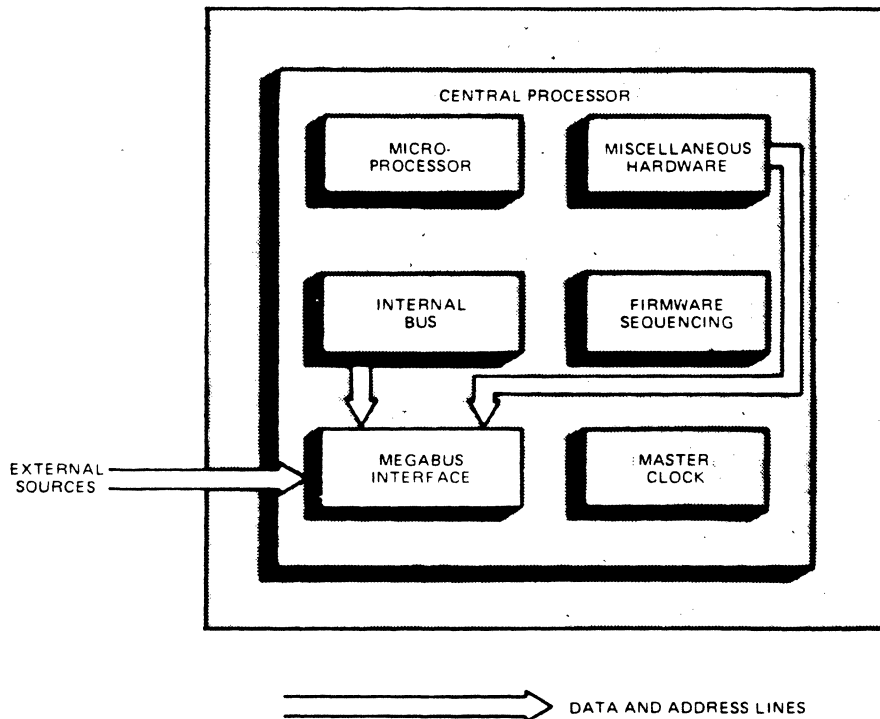 CENTRAL PROCESSOR
MICRO-
PROCESSOR
MISCELLANEOUS
HARDWARE
INTERNAL
BUS
FIRMWARE
SEQUENCING
EXTERNAL
SOURCES
MEGABUS
INTERFACE
MASTER
CLOCK
DATA AND ADDRESS LINES